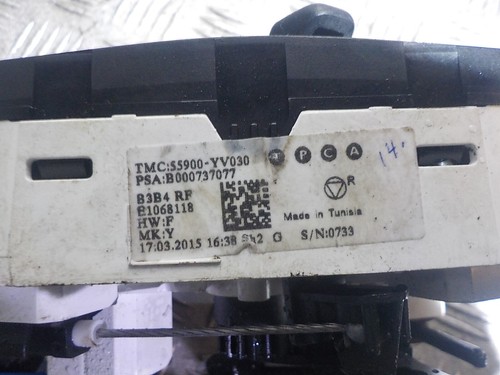 TMC:55900-YV030 T P C A 14.
PSA:B000737077
B3B4 RF R
E1068118
HW:F Made in Tunisia
MK:Y
17.03.2015 16:38 Sh2 G S/N:0733